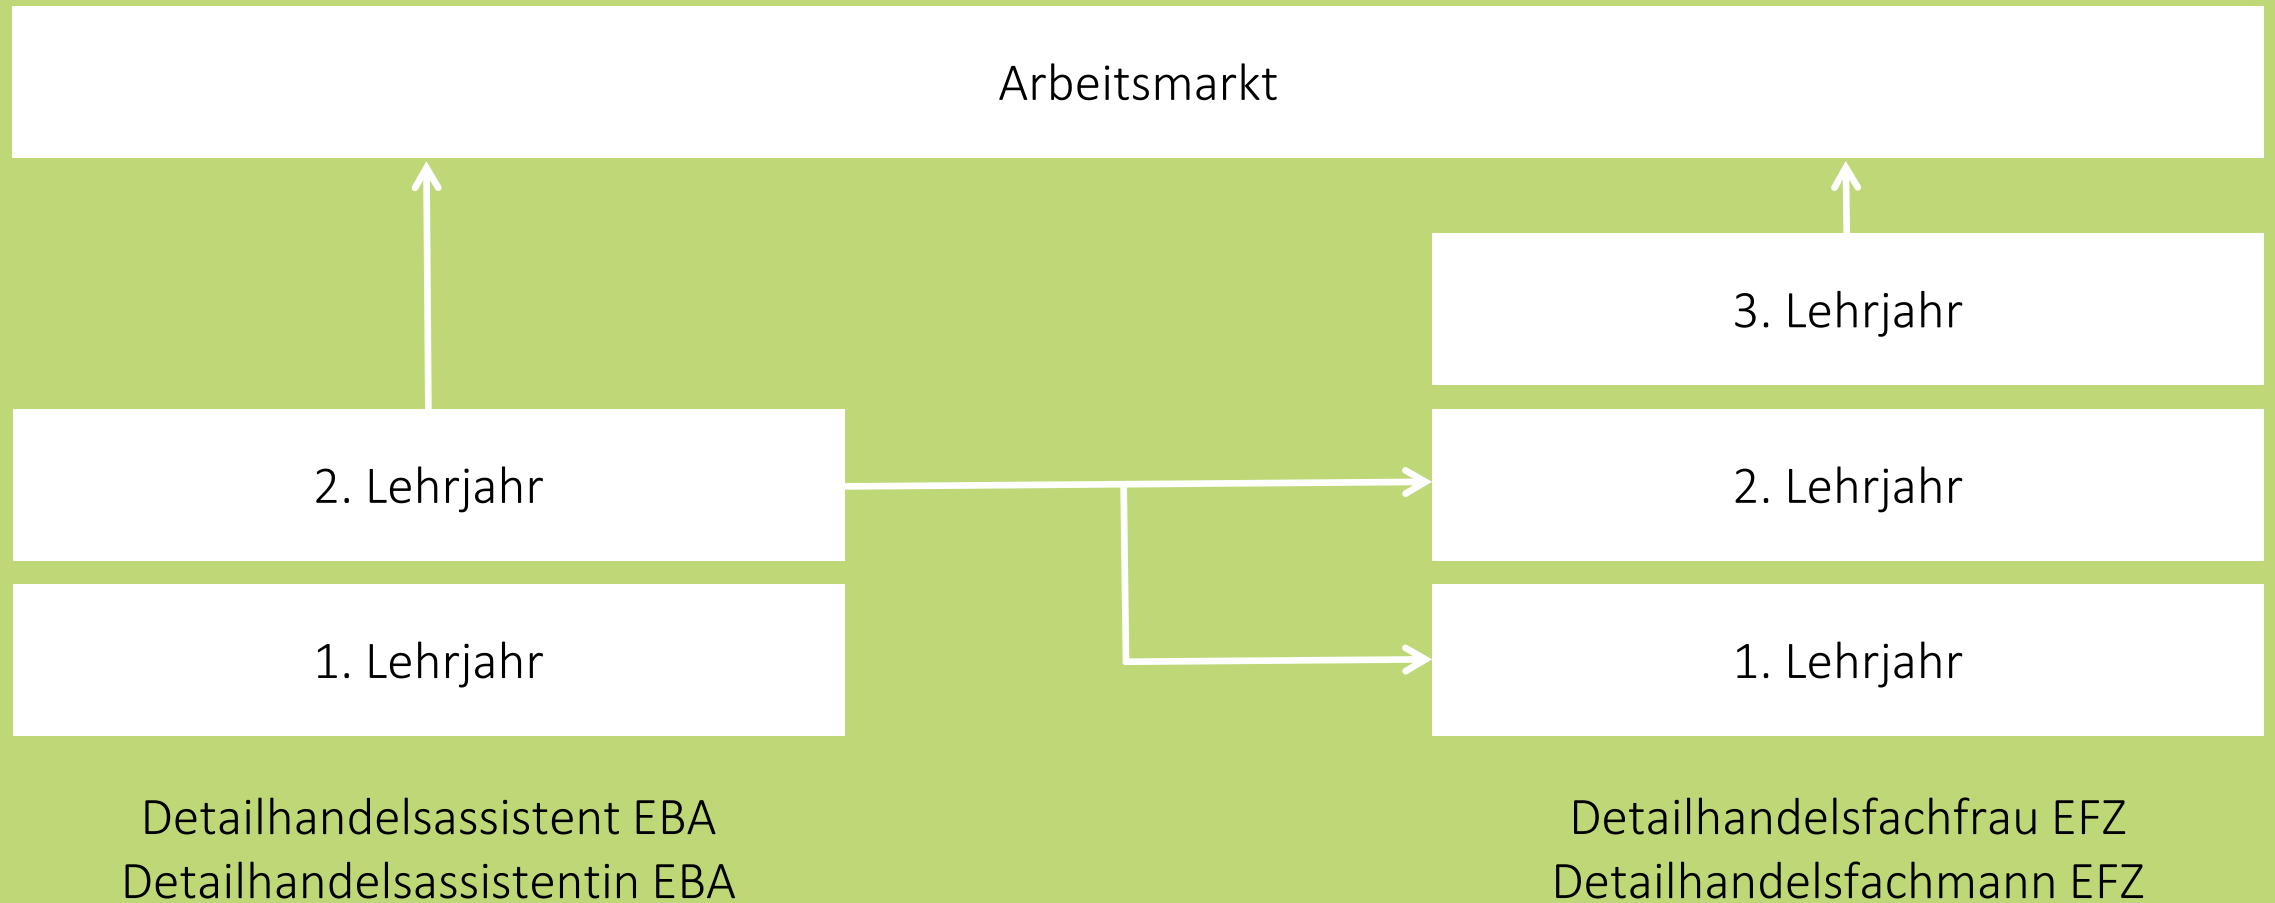 Arbeitsmarkt
3. Lehrjahr
2. Lehrjahr
2. Lehrjahr
1. Lehrjahr
1. Lehrjahr
Detailhandelsassistent EBA
Detailhandelsassistentin EBA
Detailhandelsfachfrau EFZ
Detailhandelsfachmann EFZ